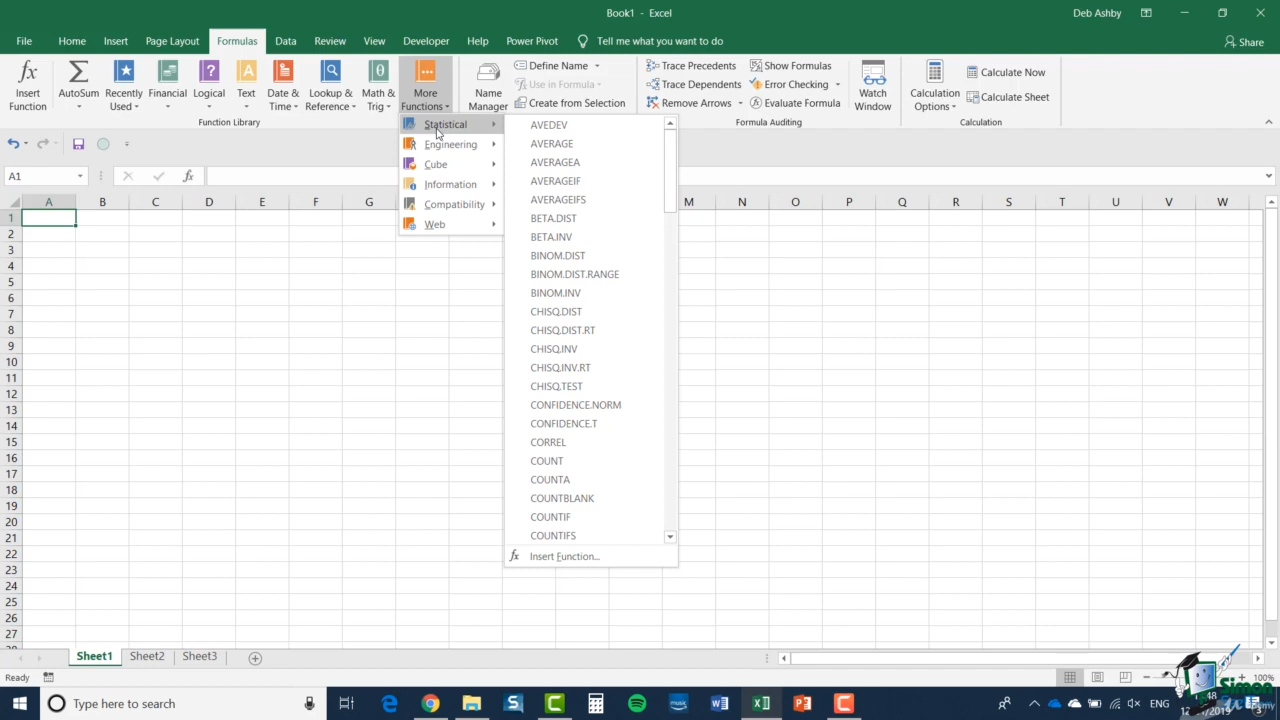 Book1 - Excel
Deb Ashby
File Home Insert Page Layout Formulas Data Review View Developer Help Power Pivot Tell me what you want to do
Share
Insert Function
AutoSum
Recently Used
Financial
Logical
Text
Date & Time
Lookup & Reference
Math & Trig
More Functions
Name Manager
Define Name
Use in Formula
Create from Selection
Trace Precedents
Trace Dependents
Remove Arrows
Show Formulas
Error Checking
Evaluate Formula
Watch Window
Calculation Options
Calculate Now
Calculate Sheet
Function Library
Formula Auditing
Calculation
Statistical
Engineering
Cube
Information
Compatibility
Web
AVEDEV
AVERAGE
AVERAGEA
AVERAGEIF
AVERAGEIFS
BETA.DIST
BETA.INV
BINOM.DIST
BINOM.DIST.RANGE
BINOM.INV
CHISQ.DIST
CHISQ.DIST.RT
CHISQ.INV
CHISQ.INV.RT
CHISQ.TEST
CONFIDENCE.NORM
CONFIDENCE.T
CORREL
COUNT
COUNTA
COUNTBLANK
COUNTIF
COUNTIFS
fx Insert Function...
A1
fx
A B C D E F G M N O P Q R S T U V W
1
2
3
4
5
6
7
8
9
10
11
12
13
14
15
16
17
18
19
20
21
22
23
24
25
26
27
Sheet1 Sheet2 Sheet3
Ready
100%
Type here to search
ENG
Simon